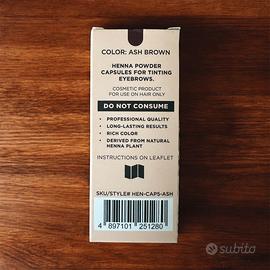 COLOR: ASH BROWN
HENNA POWDER
CAPSULES FOR TINTING
EYEBROWS.
COSMETIC PRODUCT
FOR USE ON HAIR ONLY
DO NOT CONSUME
• PROFESSIONAL QUALITY
• LONG-LASTING RESULTS
• RICH COLOR
• DERIVED FROM NATURAL
HENNA PLANT
INSTRUCTIONS ON LEAFLET
SKU/STYLE# HEN-CAPS-ASH
4 897101 251280
subito